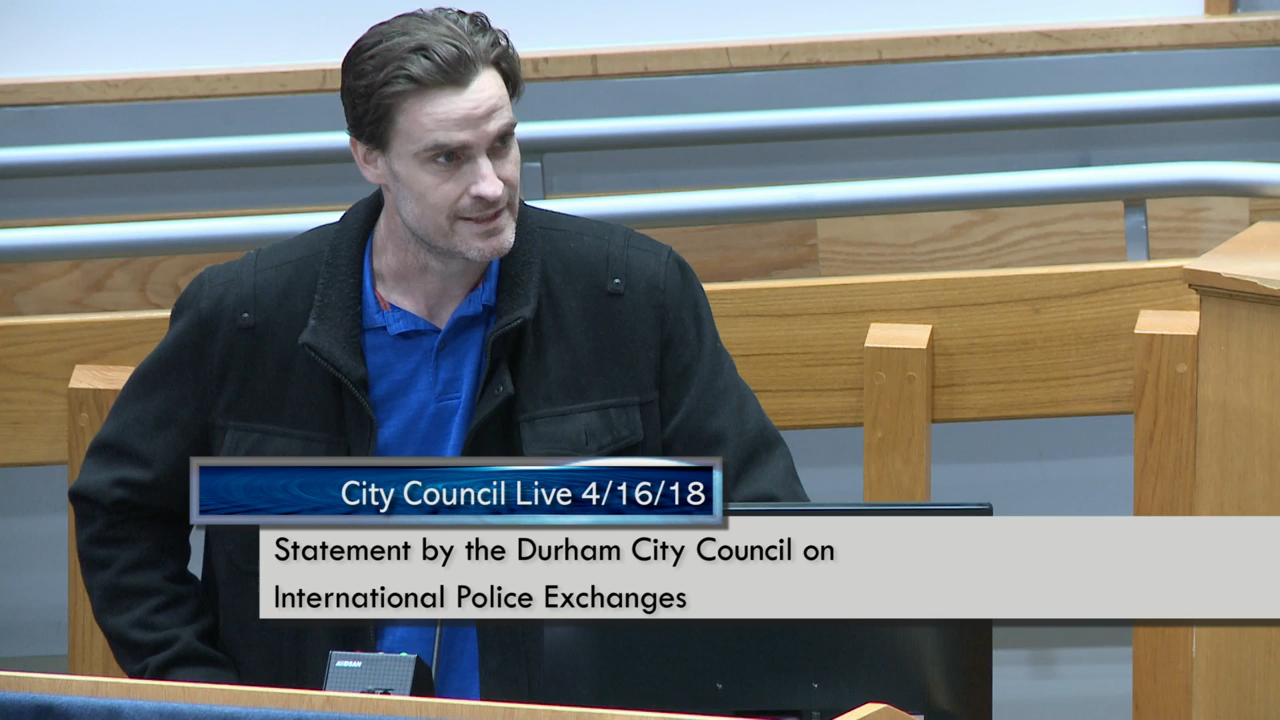 City Council Live 4/16/18
Statement by the Durham City Council on
International Police Exchanges